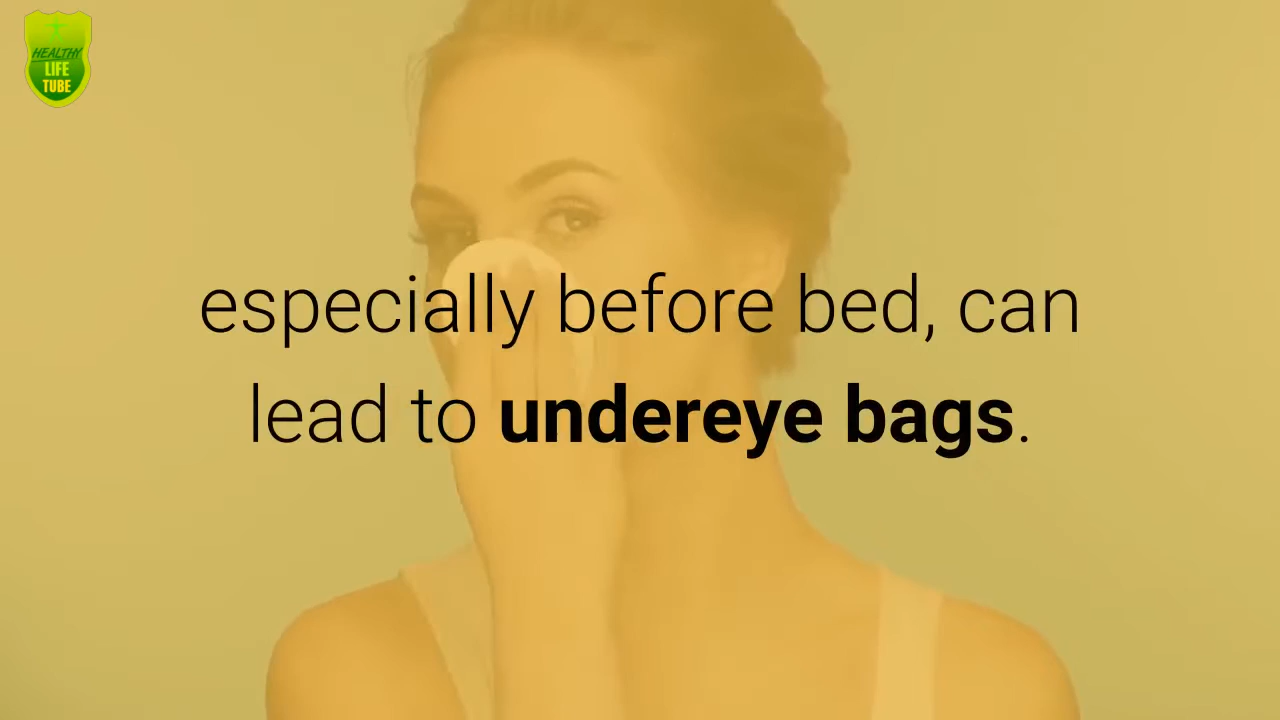 HEALTHY
LIFE
TUBE
especially before bed, can
lead to undereye bags.